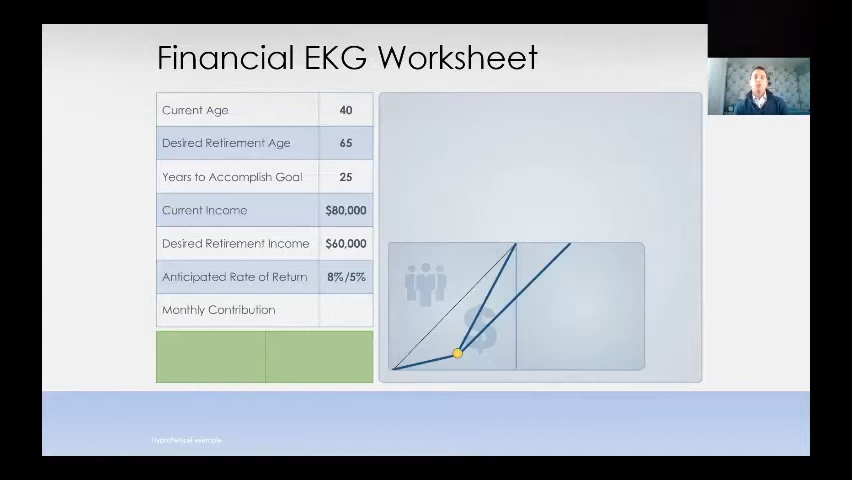 Financial EKG Worksheet
Current Age 40
Desired Retirement Age 65
Years to Accomplish Goal 25
Current Income $80,000
Desired Retirement Income $60,000
Anticipated Rate of Return 8%/5%
Monthly Contribution
$
Hypothetical example